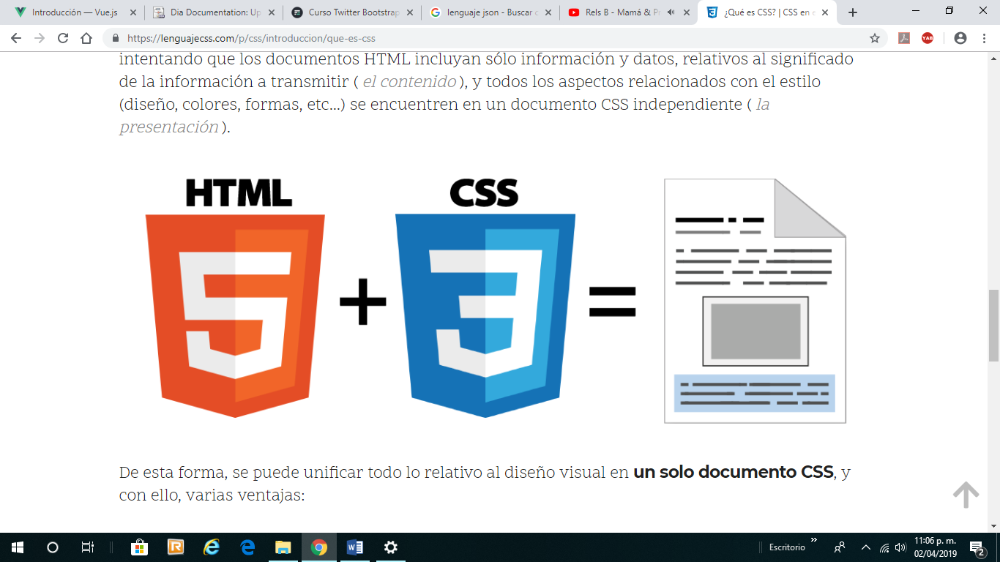 Introducción — Vue.js
Dia Documentation: Up
Curso Twitter Bootstrap
lenguaje json - Buscar c
Rels B - Mamá & Pr
¿Qué es CSS? | CSS en e
https://lenguajecss.com/p/css/introduccion/que-es-css
YAB
intentando que los documentos HTML incluyan sólo información y datos, relativos al significado
de la información a transmitir ( el contenido ), y todos los aspectos relacionados con el estilo
(diseño, colores, formas, etc...) se encuentren en un documento CSS independiente ( la
presentación ).
HTML
CSS
5
+
3
=
De esta forma, se puede unificar todo lo relativo al diseño visual en un solo documento CSS, y
con ello, varias ventajas:
Escritorio
11:06 p. m.
02/04/2019
2